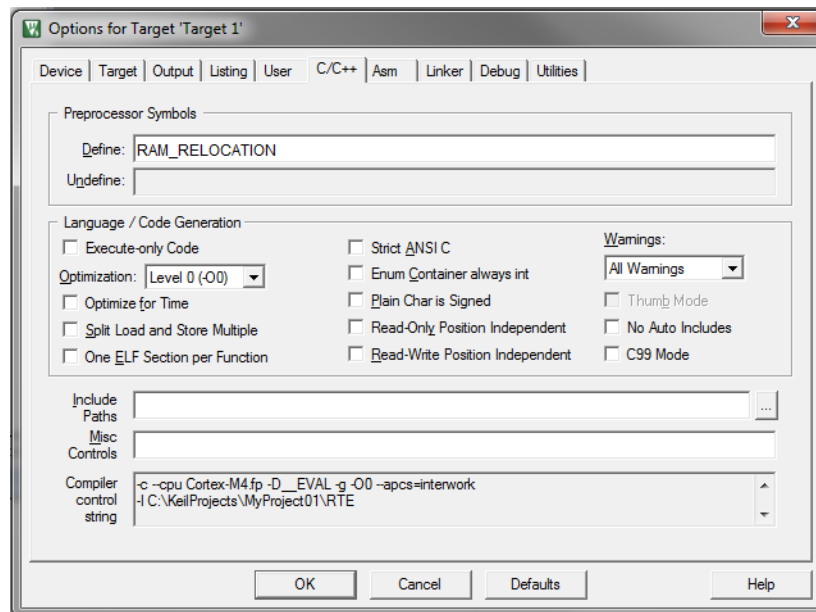 Options for Target 'Target 1'
Device Target Output Listing User C/C++ Asm Linker Debug Utilities
Preprocessor Symbols
Define: RAM_RELOCATION
Undefine:
Language / Code Generation
Execute-only Code
Strict ANSI C
Warnings:
Optimization: Level 0 (-O0)
Enum Container always int
All Warnings
Optimize for Time
Plain Char is Signed
Thumb Mode
Split Load and Store Multiple
Read-Only Position Independent
No Auto Includes
One ELF Section per Function
Read-Write Position Independent
C99 Mode
Include
Paths
...
Misc
Controls
Compiler
control
string
-c --cpu Cortex-M4.fp -D__EVAL -g -O0 --apcs=interwork
-I C:\KeilProjects\MyProject01\RTE
OK Cancel Defaults Help